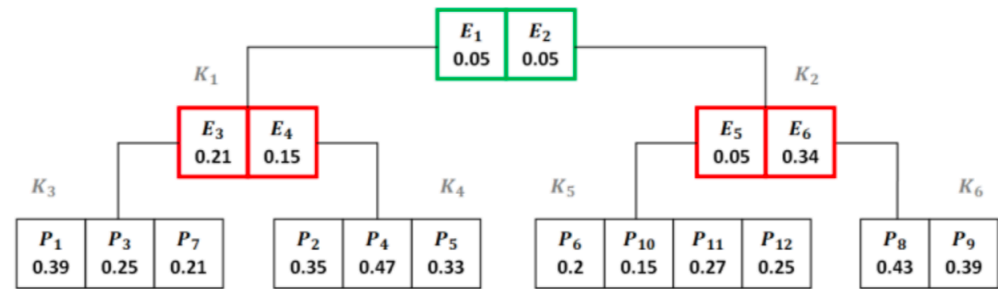 E₁ E₂
0.05 0.05
K₁ K₂
E₃ E₄ E₅ E₆
0.21 0.15 0.05 0.34
K₃ K₄ K₅ K₆
P₁ P₃ P₇ P₂ P₄ P₅ P₆ P₁₀ P₁₁ P₁₂ P₈ P₉
0.39 0.25 0.21 0.35 0.47 0.33 0.2 0.15 0.27 0.25 0.43 0.39